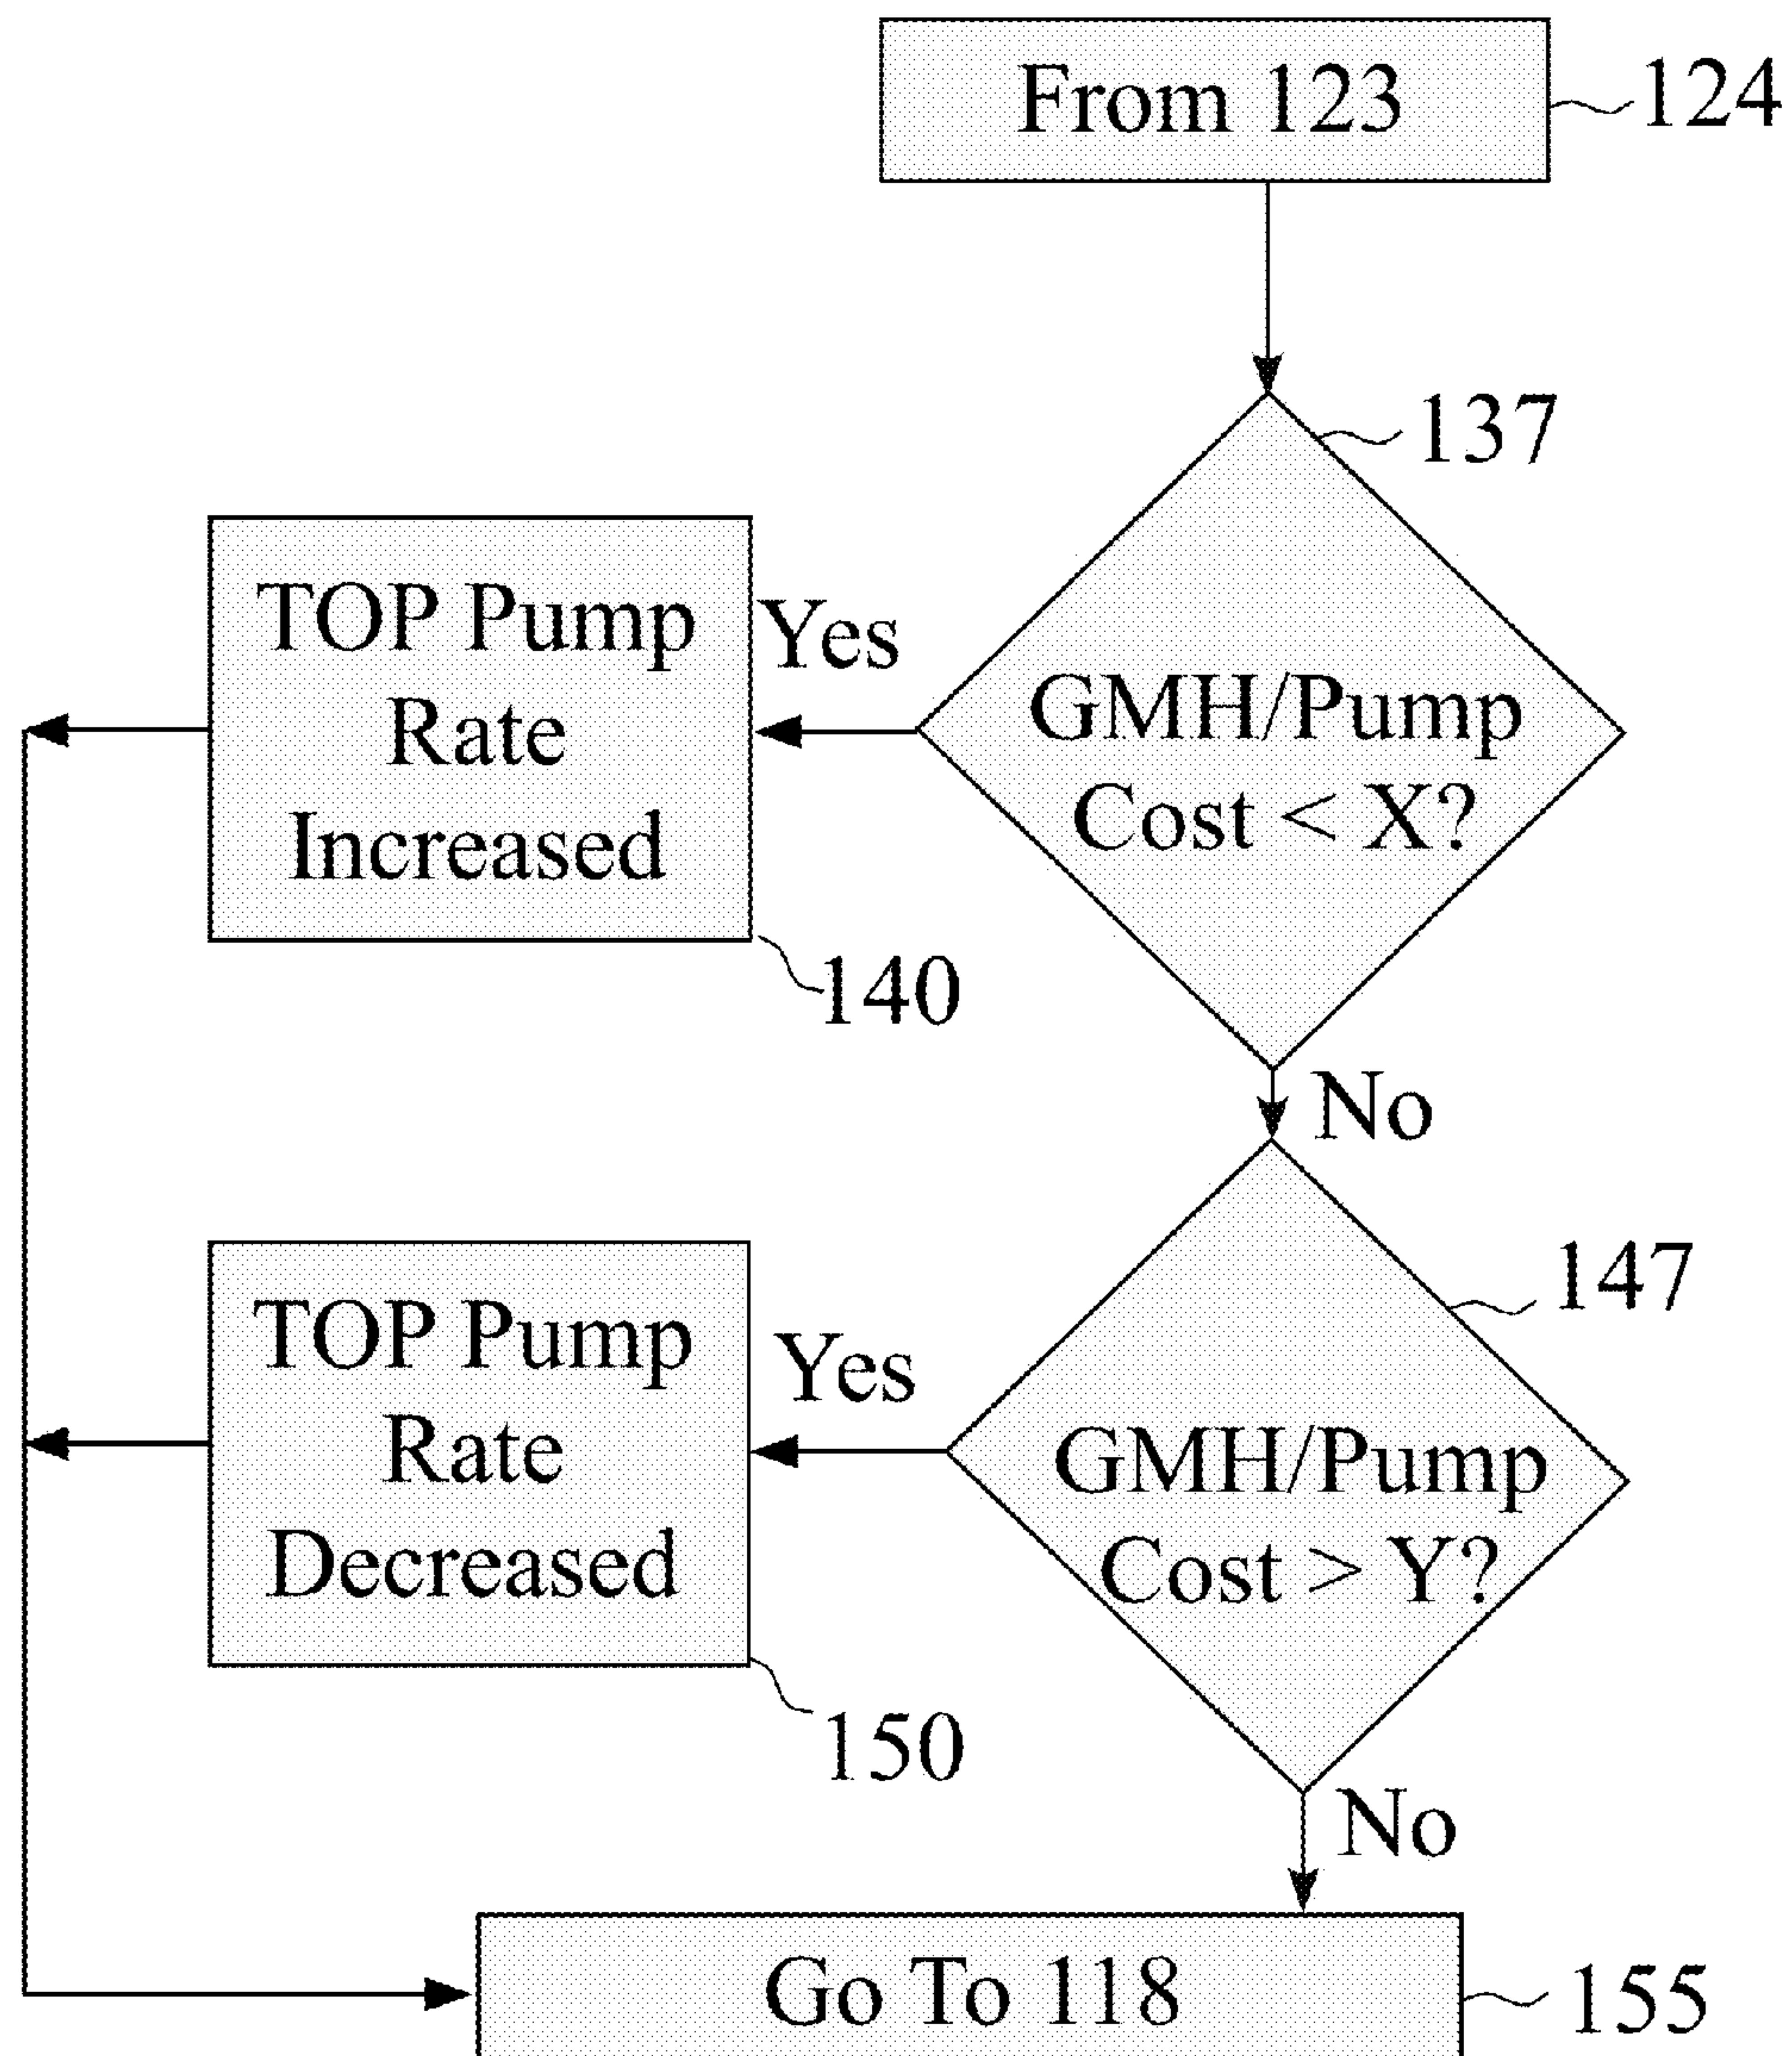 From 123
124
137
TOP Pump
Rate
Increased
Yes
GMH/Pump
Cost < X?
140
No
147
TOP Pump
Rate
Decreased
Yes
GMH/Pump
Cost > Y?
150
No
Go To 118
155